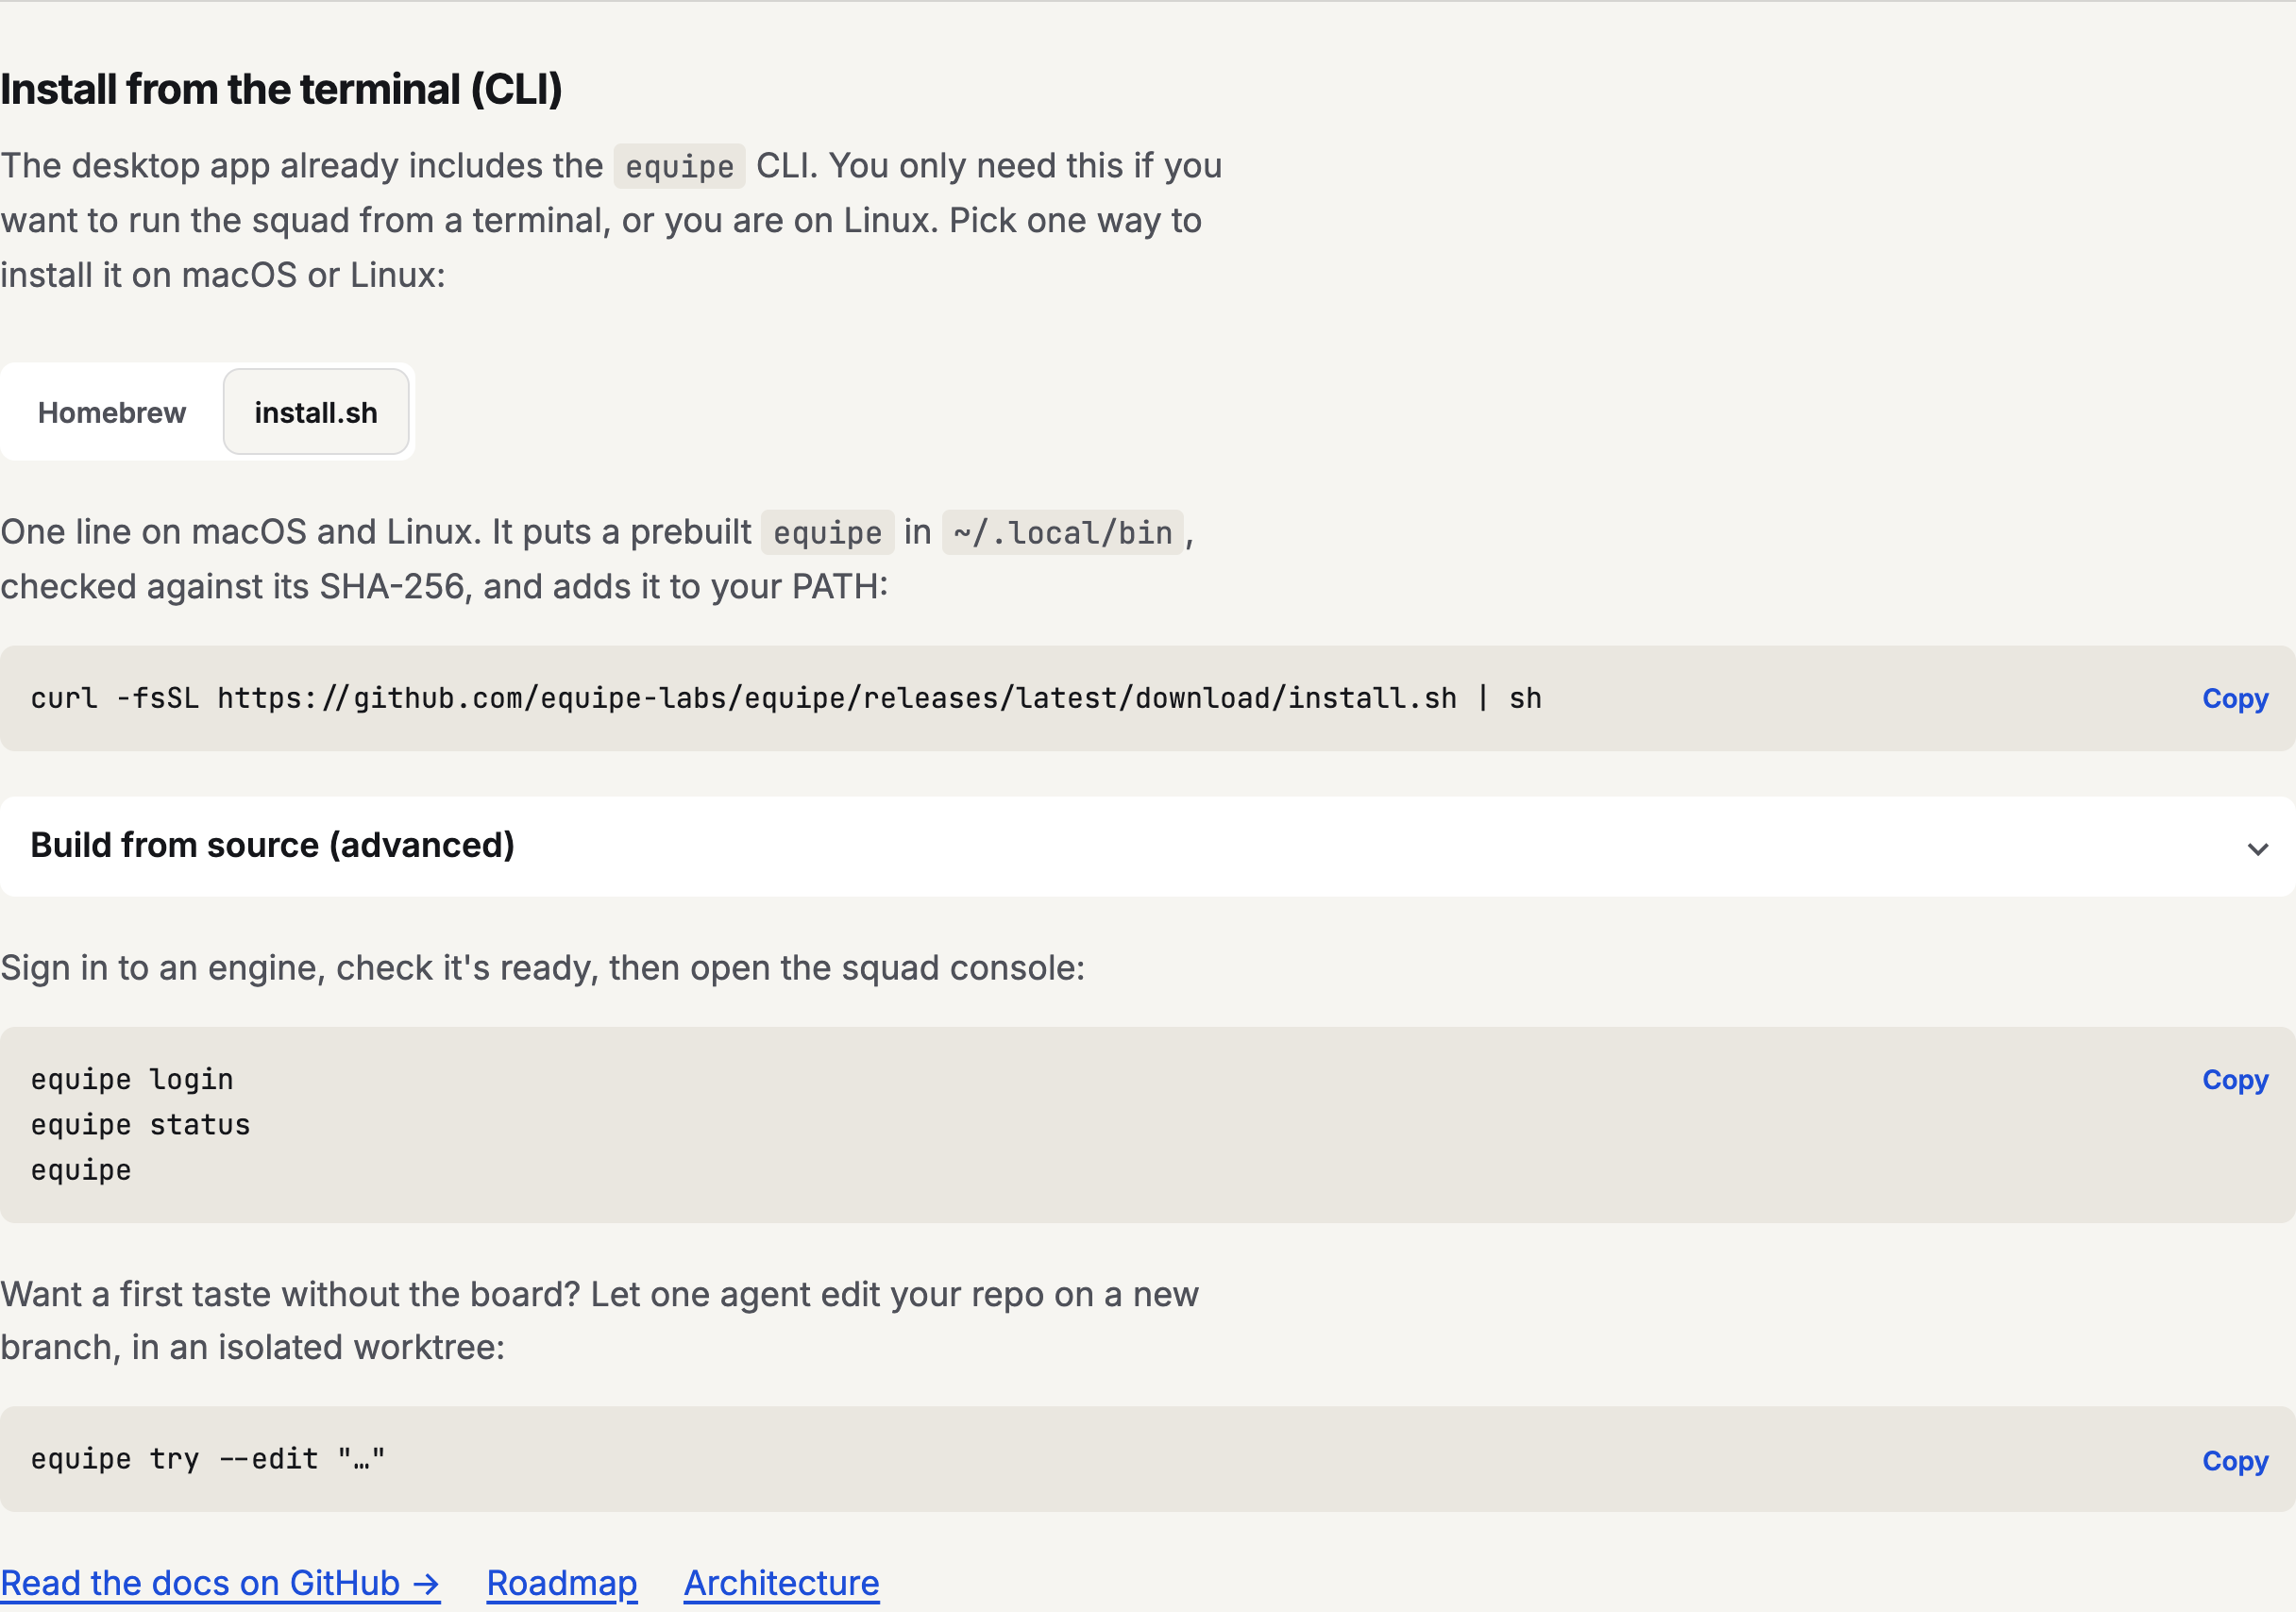 Install from the terminal (CLI)
The desktop app already includes the equipe CLI. You only need this if you
want to run the squad from a terminal, or you are on Linux. Pick one way to
install it on macOS or Linux:
Homebrew install.sh
One line on macOS and Linux. It puts a prebuilt equipe in ~/.local/bin,
checked against its SHA-256, and adds it to your PATH:
curl -fsSL https://github.com/equipe-labs/equipe/releases/latest/download/install.sh | sh Copy
Build from source (advanced)
Sign in to an engine, check it's ready, then open the squad console:
equipe login Copy
equipe status
equipe
Want a first taste without the board? Let one agent edit your repo on a new
branch, in an isolated worktree:
equipe try --edit "…" Copy
Read the docs on GitHub → Roadmap Architecture